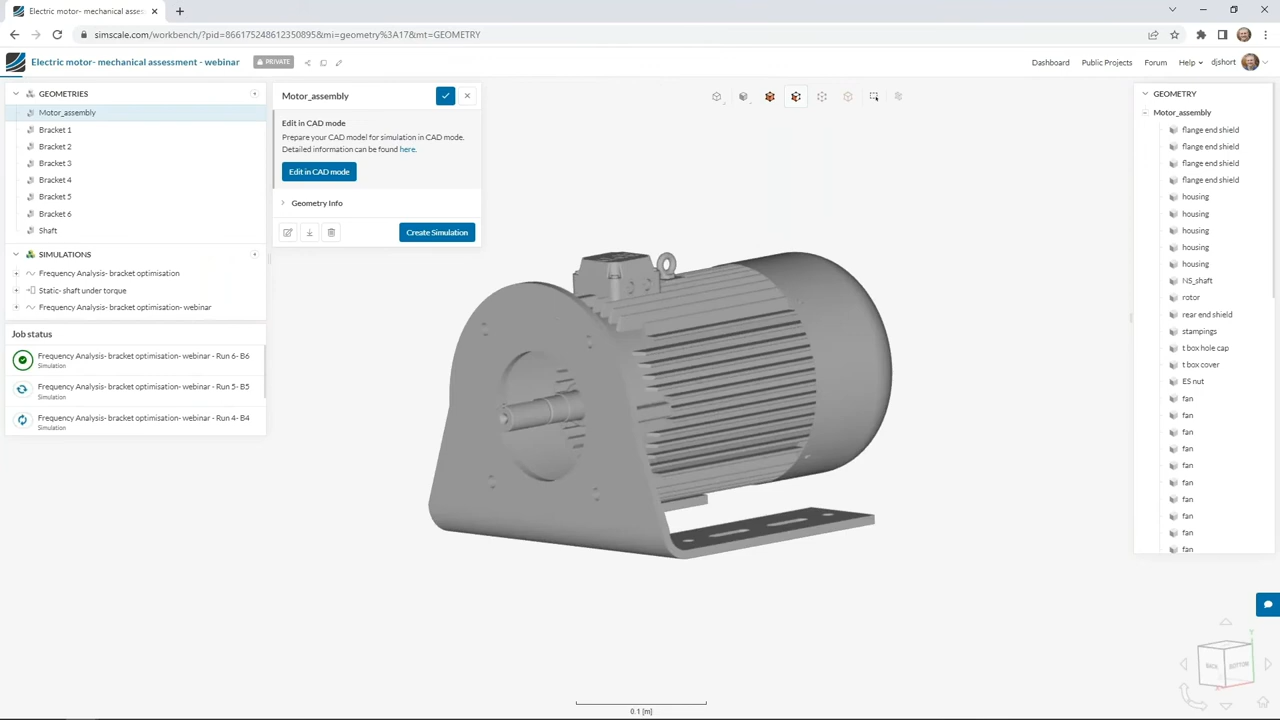 Electric motor- mechanical asses
simscale.com/workbench/?pid=866175248612350895&mi=geometry%3A17&mt=GEOMETRY
Electric motor- mechanical assessment - webinar
PRIVATE
Dashboard
Public Projects
Forum
Help
djshort
GEOMETRIES
Motor_assembly
Bracket 1
Bracket 2
Bracket 3
Bracket 4
Bracket 5
Bracket 6
Shaft
SIMULATIONS
Frequency Analysis- bracket optimisation
Static- shaft under torque
Frequency Analysis- bracket optimisation- webinar
Job status
Frequency Analysis- bracket optimisation- webinar - Run 6- B6
Simulation
Frequency Analysis- bracket optimisation- webinar - Run 5- B5
Simulation
Frequency Analysis- bracket optimisation- webinar - Run 4- B4
Simulation
Motor_assembly
Edit in CAD mode
Prepare your CAD model for simulation in CAD mode.
Detailed information can be found here.
Edit in CAD mode
Geometry Info
Create Simulation
GEOMETRY
Motor_assembly
flange end shield
flange end shield
flange end shield
flange end shield
housing
housing
housing
housing
housing
NS_shaft
rotor
rear end shield
stampings
t box hole cap
t box cover
ES nut
fan
fan
fan
fan
fan
fan
fan
fan
fan
fan
BACK
BOTTOM
0.1 [m]